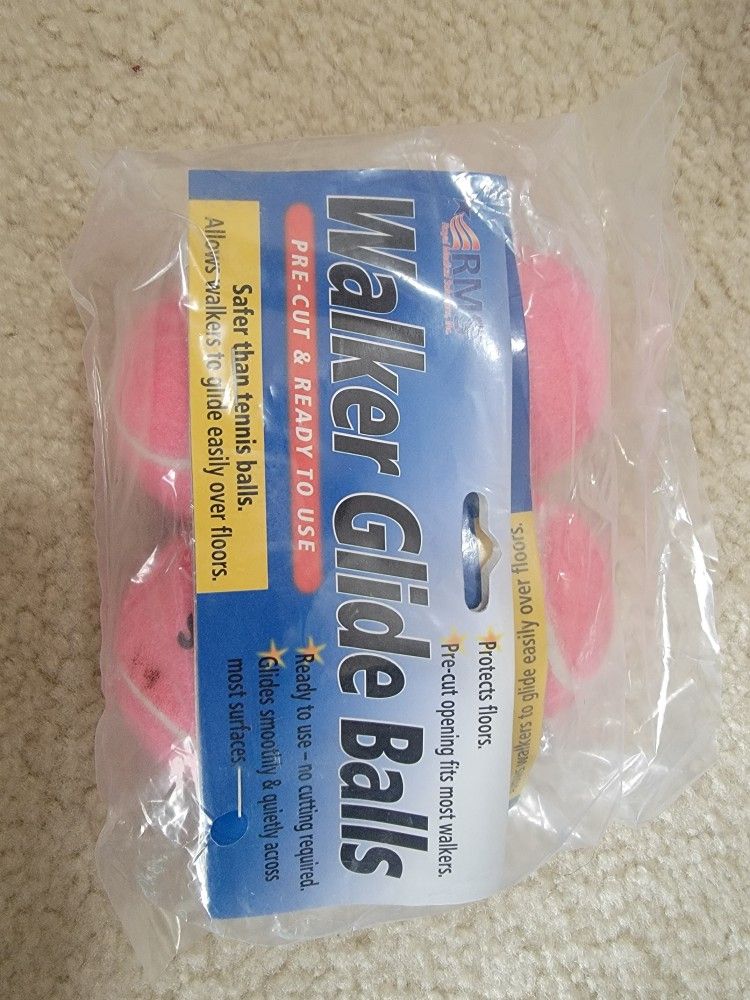 RMS
Walker Glide Balls
PRE-CUT & READY TO USE
Safer than tennis balls.
Allows walkers to glide easily over floors.
Protects floors.
Pre-cut opening fits most walkers.
Ready to use – no cutting required.
Glides smoothly & quietly across
most surfaces
walkers to glide easily over floors.